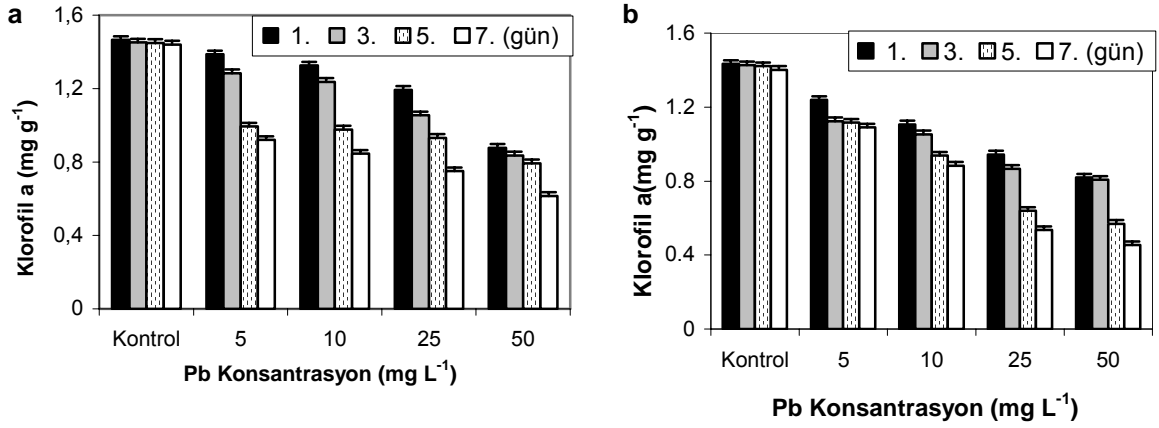 a
1,6
1,2
0,8
0,4
0
Klorofil a (mg g⁻¹)
1. 3. 5. 7. (gün)
Kontrol 5 10 25 50
Pb Konsantrasyon (mg L⁻¹)
b
1.6
1.2
0.8
0.4
0
Klorofil a(mg g⁻¹)
1. 3. 5. 7. (gün)
Kontrol 5 10 25 50
Pb Konsantrasyon (mg L⁻¹)